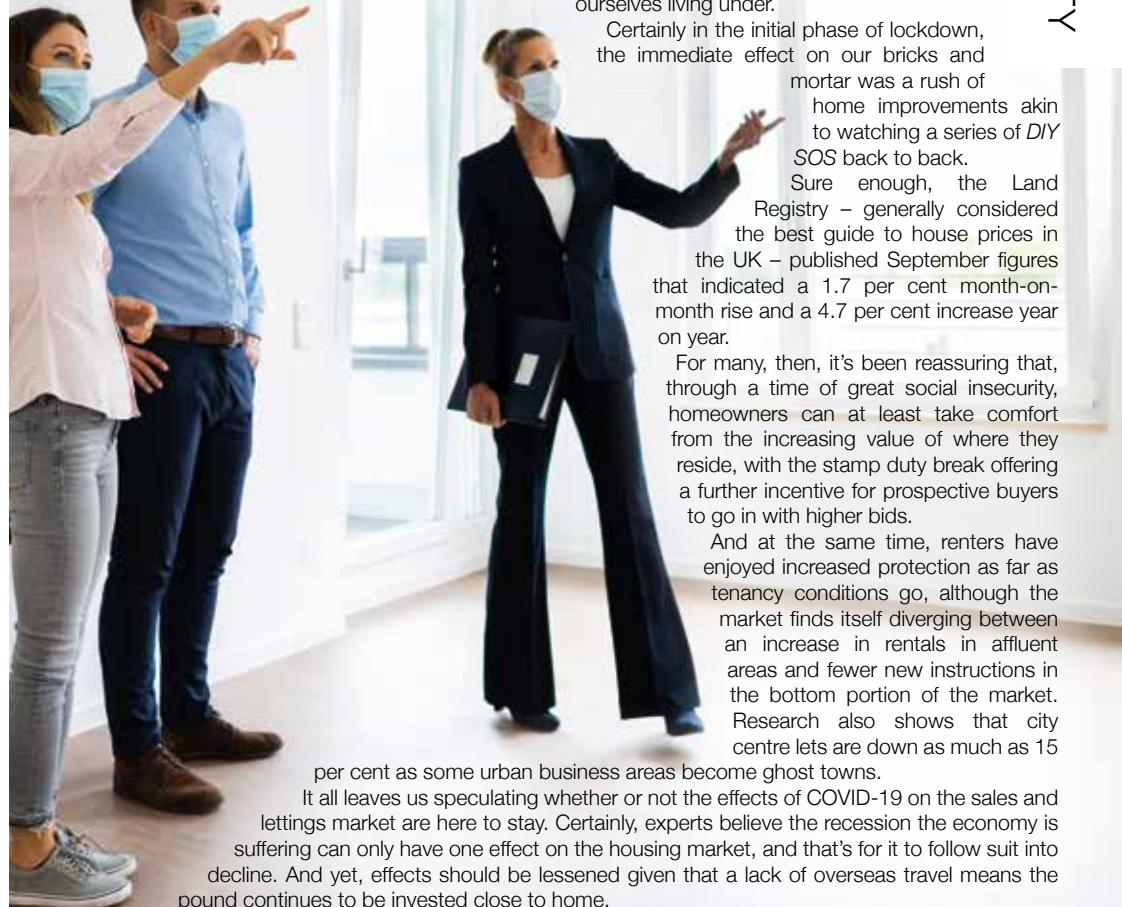 ourselves living under.
Certainly in the initial phase of lockdown,
the immediate effect on our bricks and
mortar was a rush of
home improvements akin
to watching a series of DIY
SOS back to back.
Sure enough, the Land
Registry – generally considered
the best guide to house prices in
the UK – published September figures
that indicated a 1.7 per cent month-on-
month rise and a 4.7 per cent increase year
on year.
For many, then, it's been reassuring that,
through a time of great social insecurity,
homeowners can at least take comfort
from the increasing value of where they
reside, with the stamp duty break offering
a further incentive for prospective buyers
to go in with higher bids.
And at the same time, renters have
enjoyed increased protection as far as
tenancy conditions go, although the
market finds itself diverging between
an increase in rentals in affluent
areas and fewer new instructions in
the bottom portion of the market.
Research also shows that city
centre lets are down as much as 15
per cent as some urban business areas become ghost towns.
It all leaves us speculating whether or not the effects of COVID-19 on the sales and
lettings market are here to stay. Certainly, experts believe the recession the economy is
suffering can only have one effect on the housing market, and that's for it to follow suit into
decline. And yet, effects should be lessened given that a lack of overseas travel means the
pound continues to be invested close to home.
Y